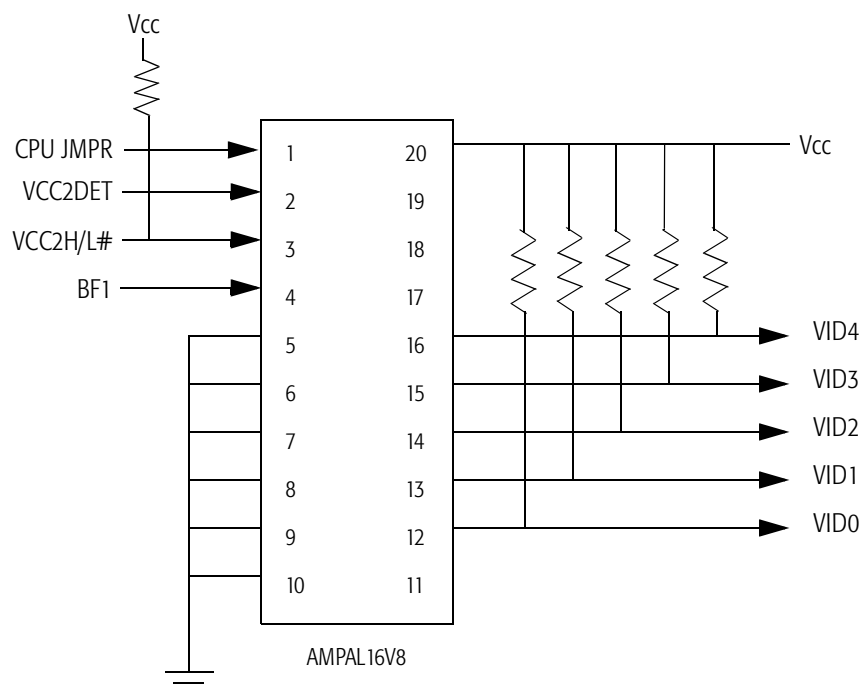 Vcc
CPU JMPR
VCC2DET
VCC2H/L#
BF1
1 20
2 19
3 18
4 17
5 16
6 15
7 14
8 13
9 12
10 11
Vcc
VID4
VID3
VID2
VID1
VID0
AMPAL16V8